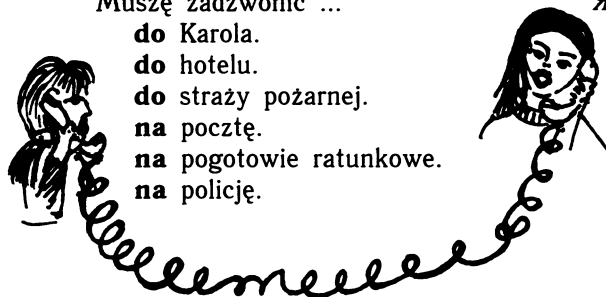 Muszę zadzwonić ...
do Karola.
do hotelu.
do straży pożarnej.
na pocztę.
na pogotowie ratunkowe.
na policję.